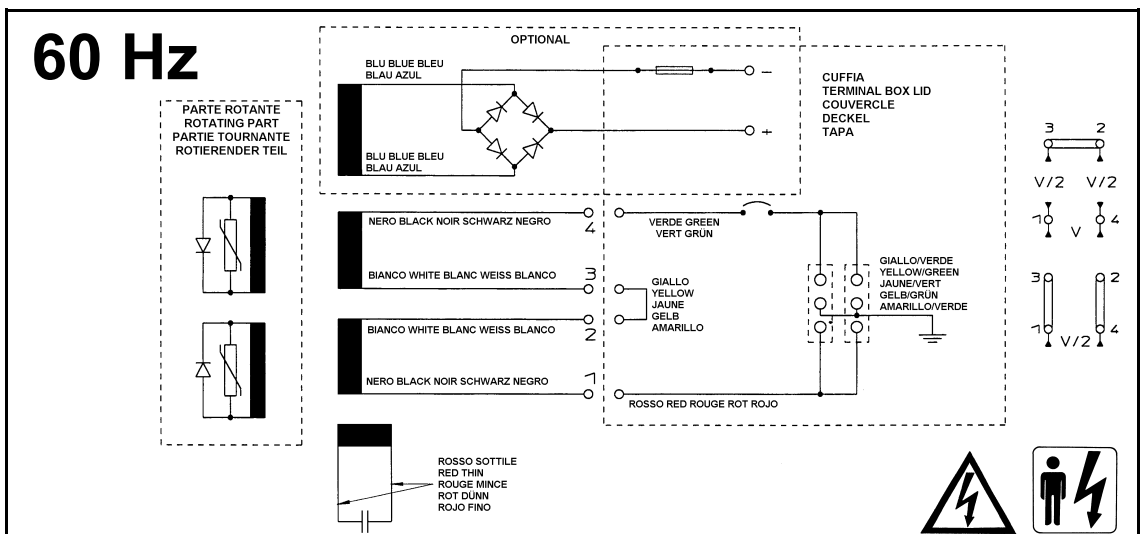 60 Hz
OPTIONAL
BLU BLUE BLEU
BLAU AZUL
BLU BLUE BLEU
BLAU AZUL
−
+
CUFFIA
TERMINAL BOX LID
COUVERCLE
DECKEL
TAPA
PARTE ROTANTE
ROTATING PART
PARTIE TOURNANTE
ROTIERENDER TEIL
NERO BLACK NOIR SCHWARZ NEGRO
4
BIANCO WHITE BLANC WEISS BLANCO
3
BIANCO WHITE BLANC WEISS BLANCO
2
NERO BLACK NOIR SCHWARZ NEGRO
1
VERDE GREEN
VERT GRÜN
GIALLO
YELLOW
JAUNE
GELB
AMARILLO
GIALLO/VERDE
YELLOW/GREEN
JAUNE/VERT
GELB/GRÜN
AMARILLO/VERDE
ROSSO RED ROUGE ROT ROJO
3 2
V/2 V/2
1 V 4
3 2
1 V/2 4
ROSSO SOTTILE
RED THIN
ROUGE MINCE
ROT DÜNN
ROJO FINO